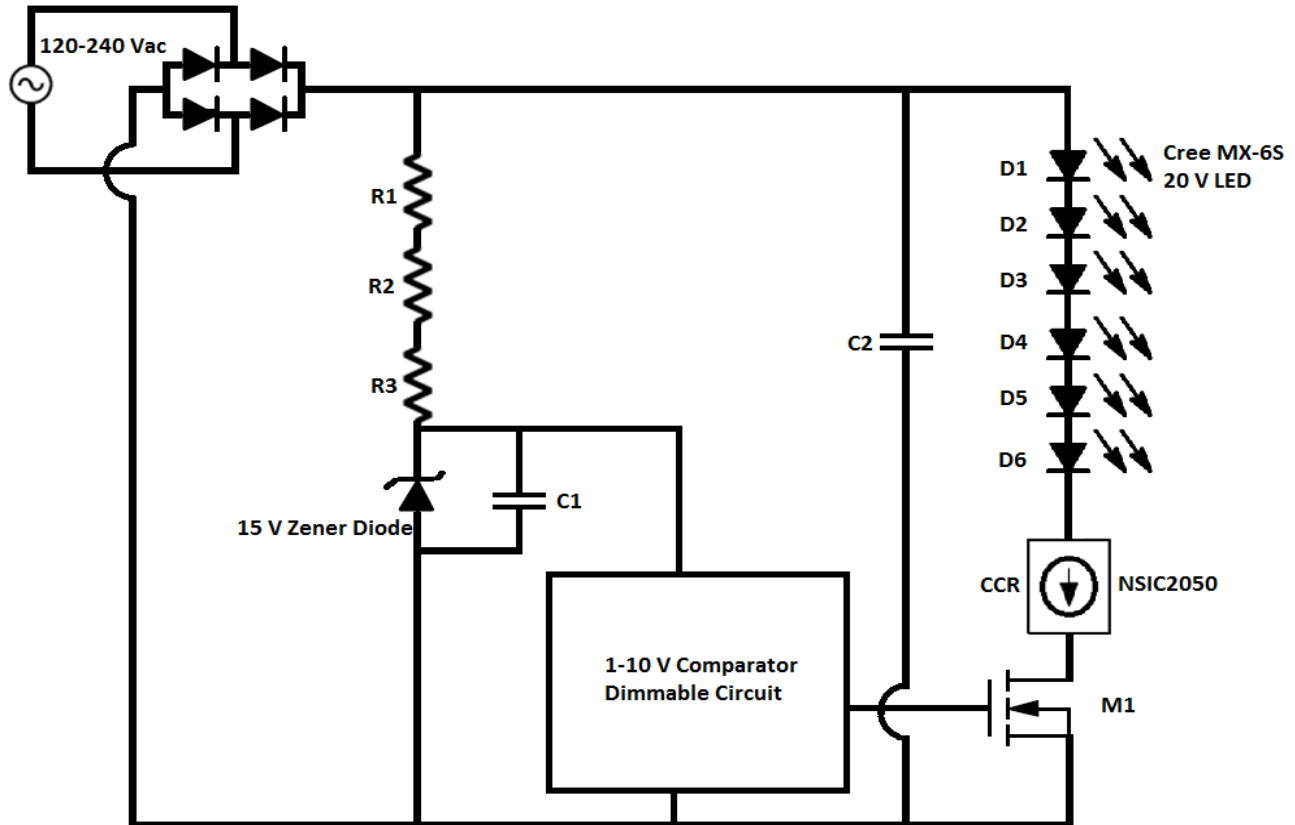 120-240 Vac
R1
R2
R3
15 V Zener Diode
C1
1-10 V Comparator
Dimmable Circuit
C2
D1
D2
D3
D4
D5
D6
Cree MX-6S
20 V LED
CCR
NSIC2050
M1